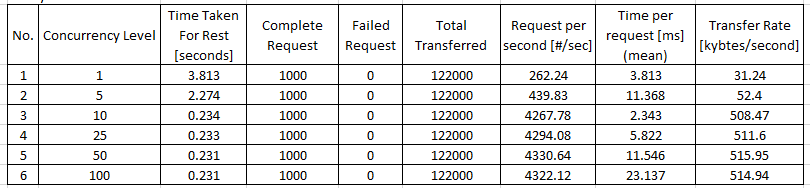 No. Concurrency Level Time Taken For Rest [seconds] Complete Request Failed Request Total Transferred Request per second [#/sec] Time per request [ms] (mean) Transfer Rate [kybtes/second]
1 1 3.813 1000 0 122000 262.24 3.813 31.24
2 5 2.274 1000 0 122000 439.83 11.368 52.4
3 10 0.234 1000 0 122000 4267.78 2.343 508.47
4 25 0.233 1000 0 122000 4294.08 5.822 511.6
5 50 0.231 1000 0 122000 4330.64 11.546 515.95
6 100 0.231 1000 0 122000 4322.12 23.137 514.94